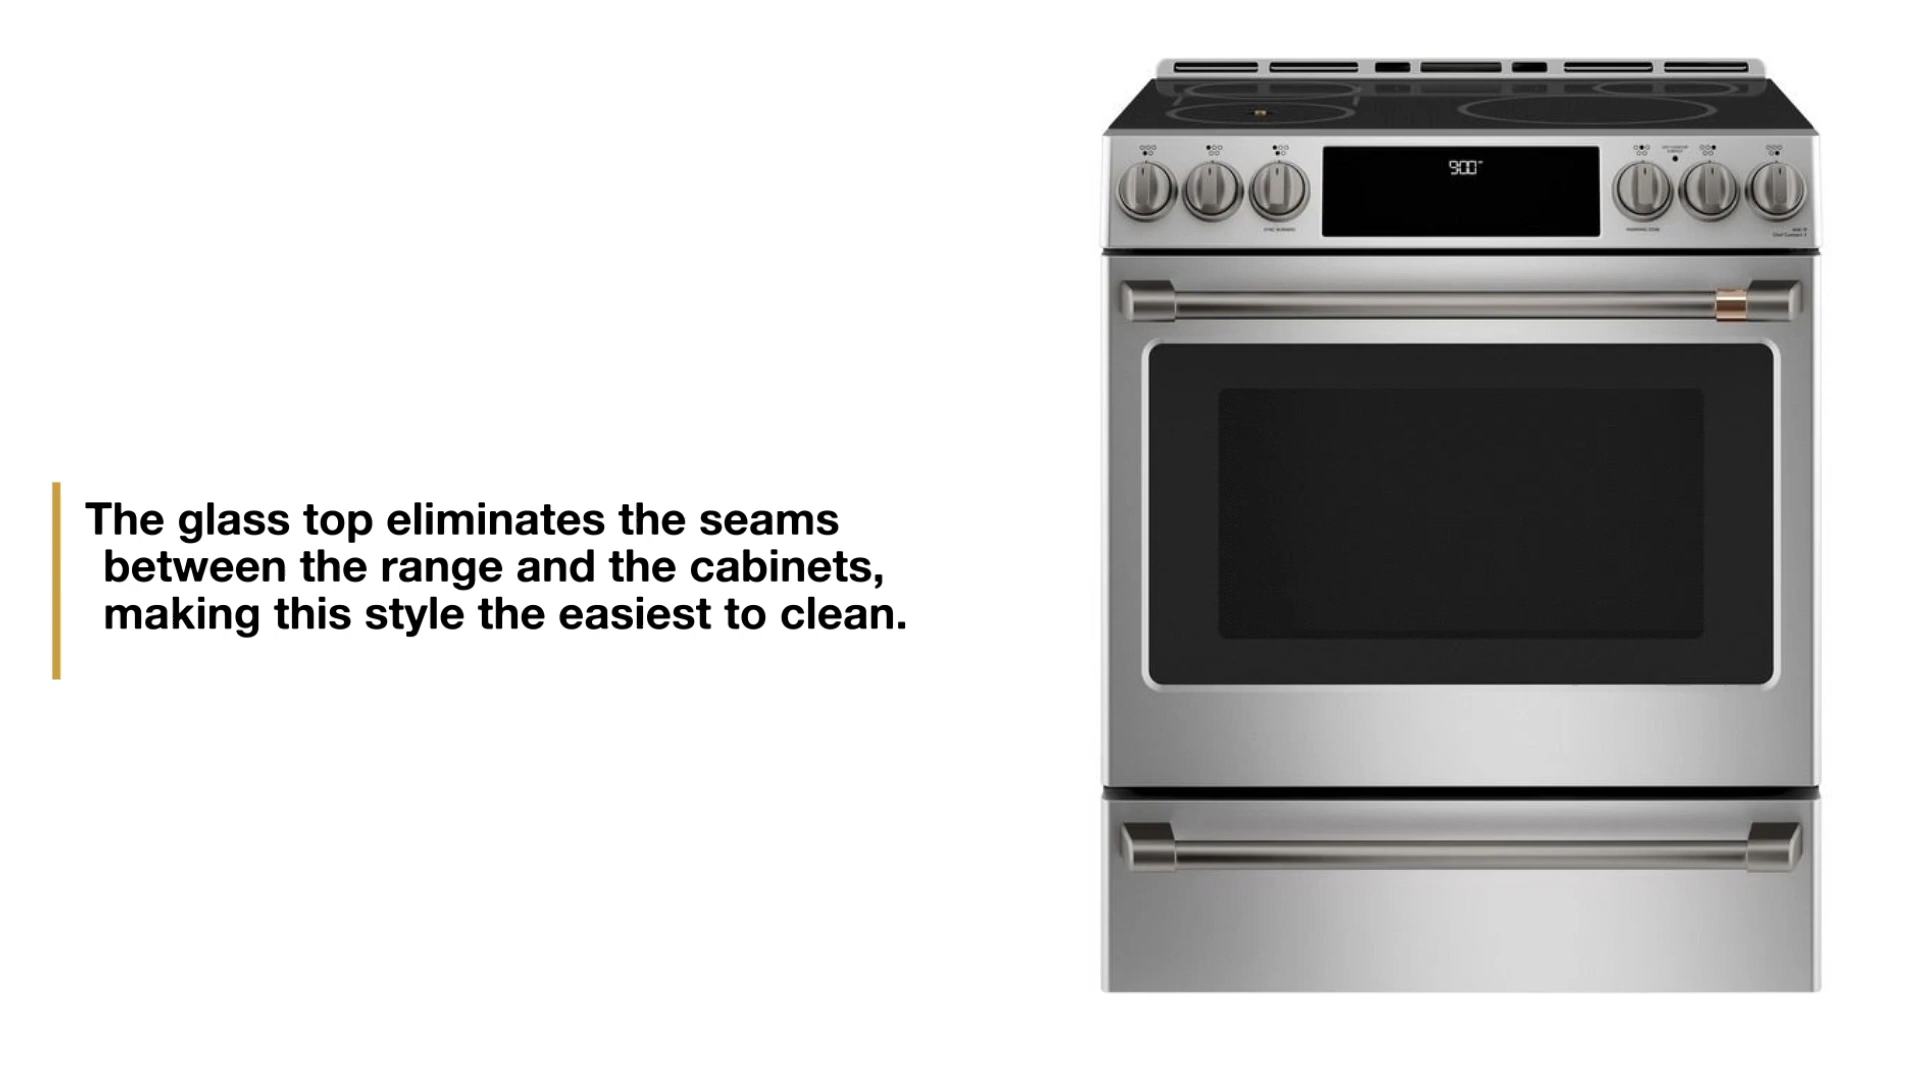 The glass top eliminates the seams
between the range and the cabinets,
making this style the easiest to clean.
900